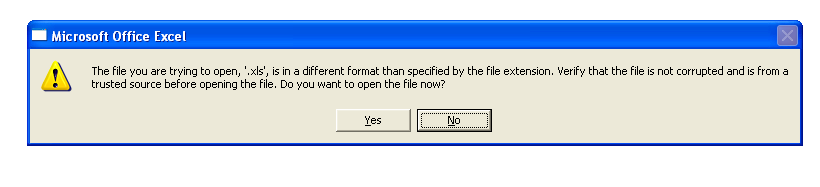 Microsoft Office Excel
The file you are trying to open, '.xls', is in a different format than specified by the file extension. Verify that the file is not corrupted and is from a
trusted source before opening the file. Do you want to open the file now?
Yes No